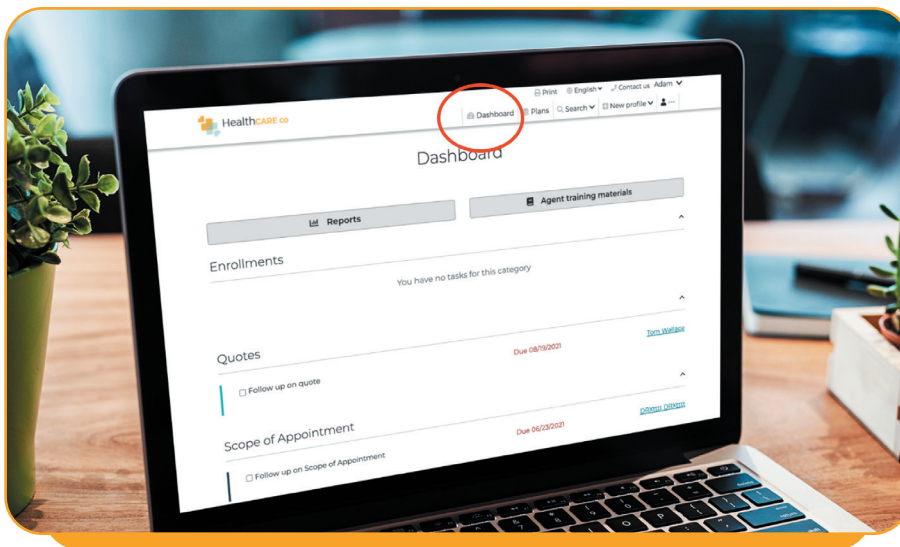 HealthCARE co
Print English Contact us Adam
Dashboard Plans Search New profile
Dashboard
Reports
Agent training materials
Enrollments
You have no tasks for this category
Quotes
Due 08/19/2021
Tom Wallace
Follow up on quote
Scope of Appointment
Due 06/23/2021
Follow up on Scope of Appointment